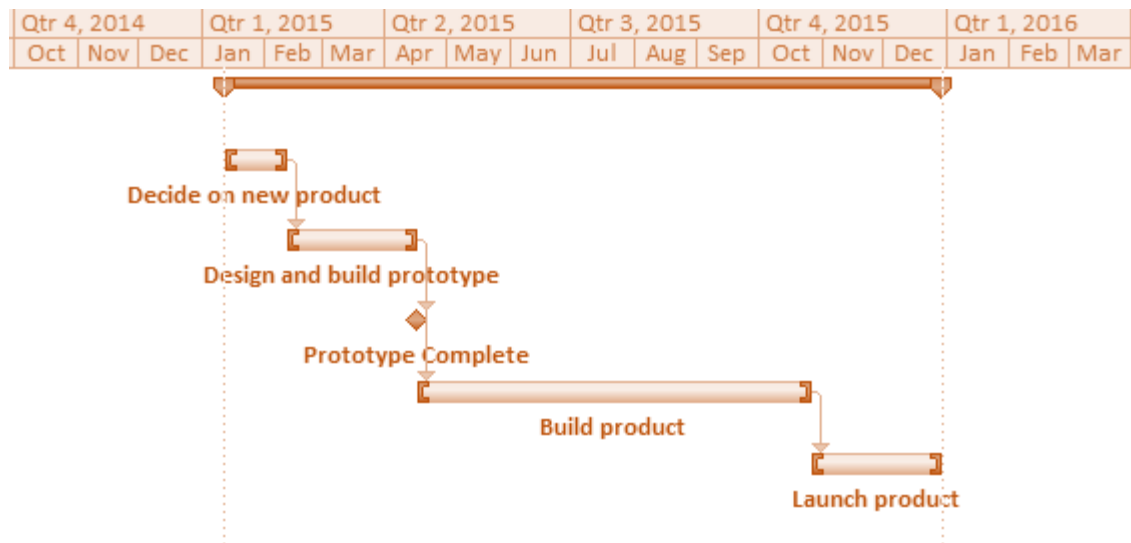 Qtr 4, 2014 Qtr 1, 2015 Qtr 2, 2015 Qtr 3, 2015 Qtr 4, 2015 Qtr 1, 2016
Oct Nov Dec Jan Feb Mar Apr May Jun Jul Aug Sep Oct Nov Dec Jan Feb Mar
Decide on new product
Design and build prototype
Prototype Complete
Build product
Launch product